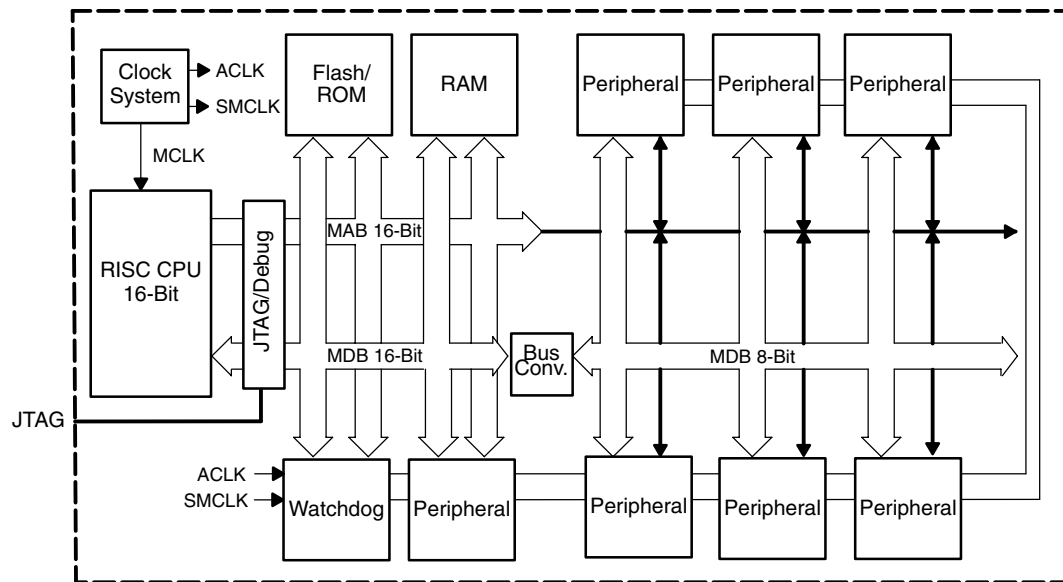 Clock
System
ACLK
SMCLK
MCLK
Flash/
ROM
RAM
Peripheral
Peripheral
Peripheral
RISC CPU
16-Bit
JTAG/Debug
MAB 16-Bit
MDB 16-Bit
Bus
Conv.
MDB 8-Bit
JTAG
ACLK
SMCLK
Watchdog
Peripheral
Peripheral
Peripheral
Peripheral